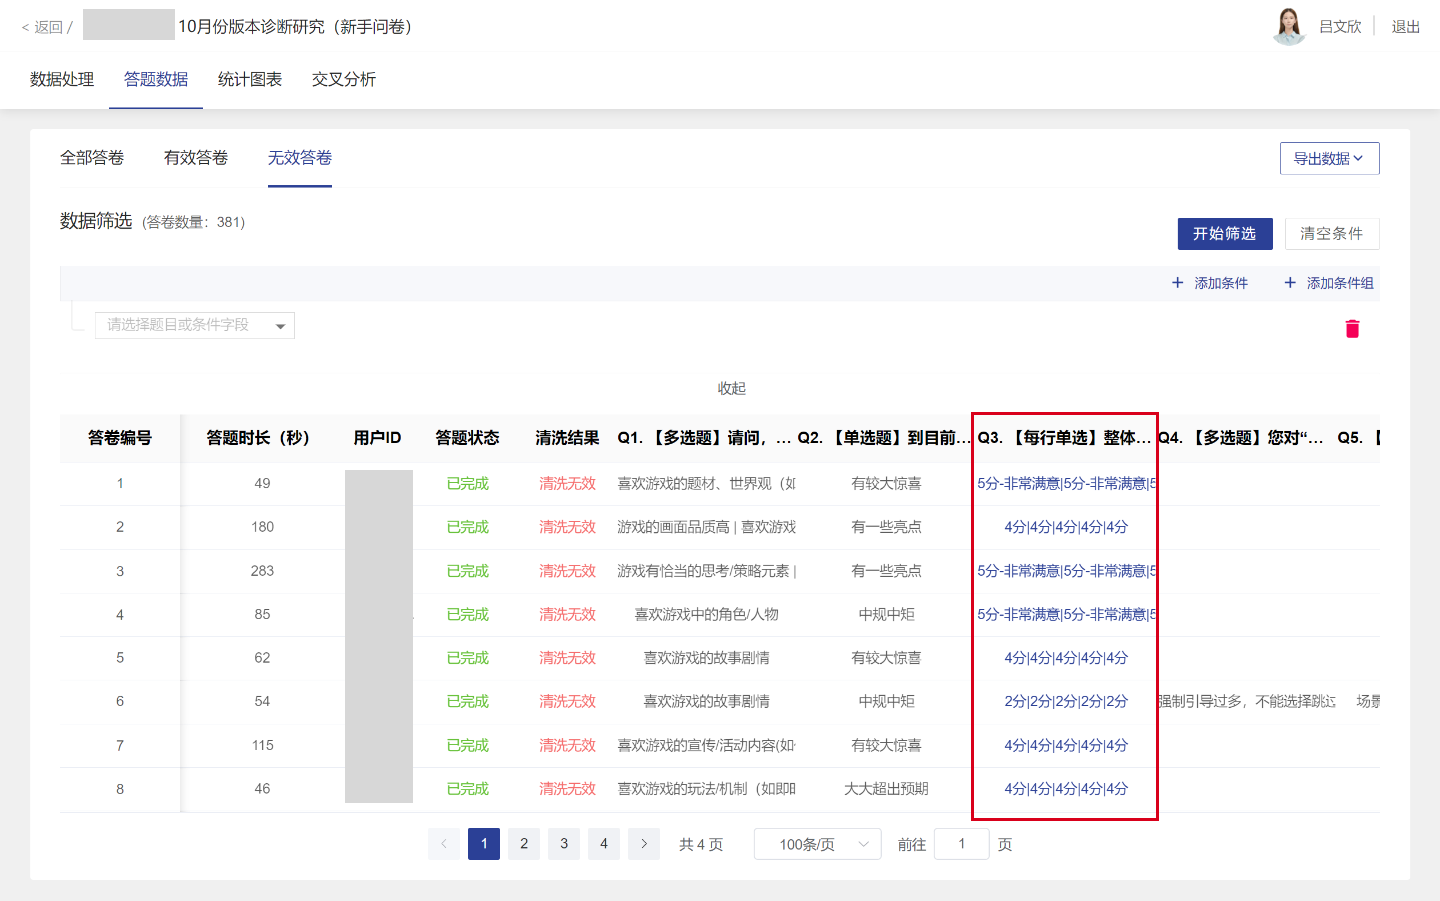 < 返回 / 10月份版本诊断研究（新手问卷） 吕文欣 退出
数据处理 答题数据 统计图表 交叉分析
全部答卷 有效答卷 无效答卷 导出数据
数据筛选 (答卷数量：381)
开始筛选 清空条件
+ 添加条件 + 添加条件组
请选择题目或条件字段
收起
答卷编号 答题时长（秒） 用户ID 答题状态 清洗结果 Q1. 【多选题】请问，... Q2. 【单选题】到目前... Q3. 【每行单选】整体... Q4. 【多选题】您对“... Q5. 【
1 49 已完成 清洗无效 喜欢游戏的题材、世界观（如 有较大惊喜 5分-非常满意|5分-非常满意|5
2 180 已完成 清洗无效 游戏的画面品质高 | 喜欢游戏 有一些亮点 4分|4分|4分|4分|4分
3 283 已完成 清洗无效 游戏有恰当的思考/策略元素 | 有一些亮点 5分-非常满意|5分-非常满意|5
4 85 已完成 清洗无效 喜欢游戏中的角色/人物 中规中矩 5分-非常满意|5分-非常满意|5
5 62 已完成 清洗无效 喜欢游戏的故事剧情 有较大惊喜 4分|4分|4分|4分|4分
6 54 已完成 清洗无效 喜欢游戏的故事剧情 中规中矩 2分|2分|2分|2分|2分 强制引导过多，不能选择跳过 场景
7 115 已完成 清洗无效 喜欢游戏的宣传/活动内容(如 有较大惊喜 4分|4分|4分|4分|4分
8 46 已完成 清洗无效 喜欢游戏的玩法/机制（如即时 大大超出预期 4分|4分|4分|4分|4分
< 1 2 3 4 > 共 4 页 100条/页 前往 1 页